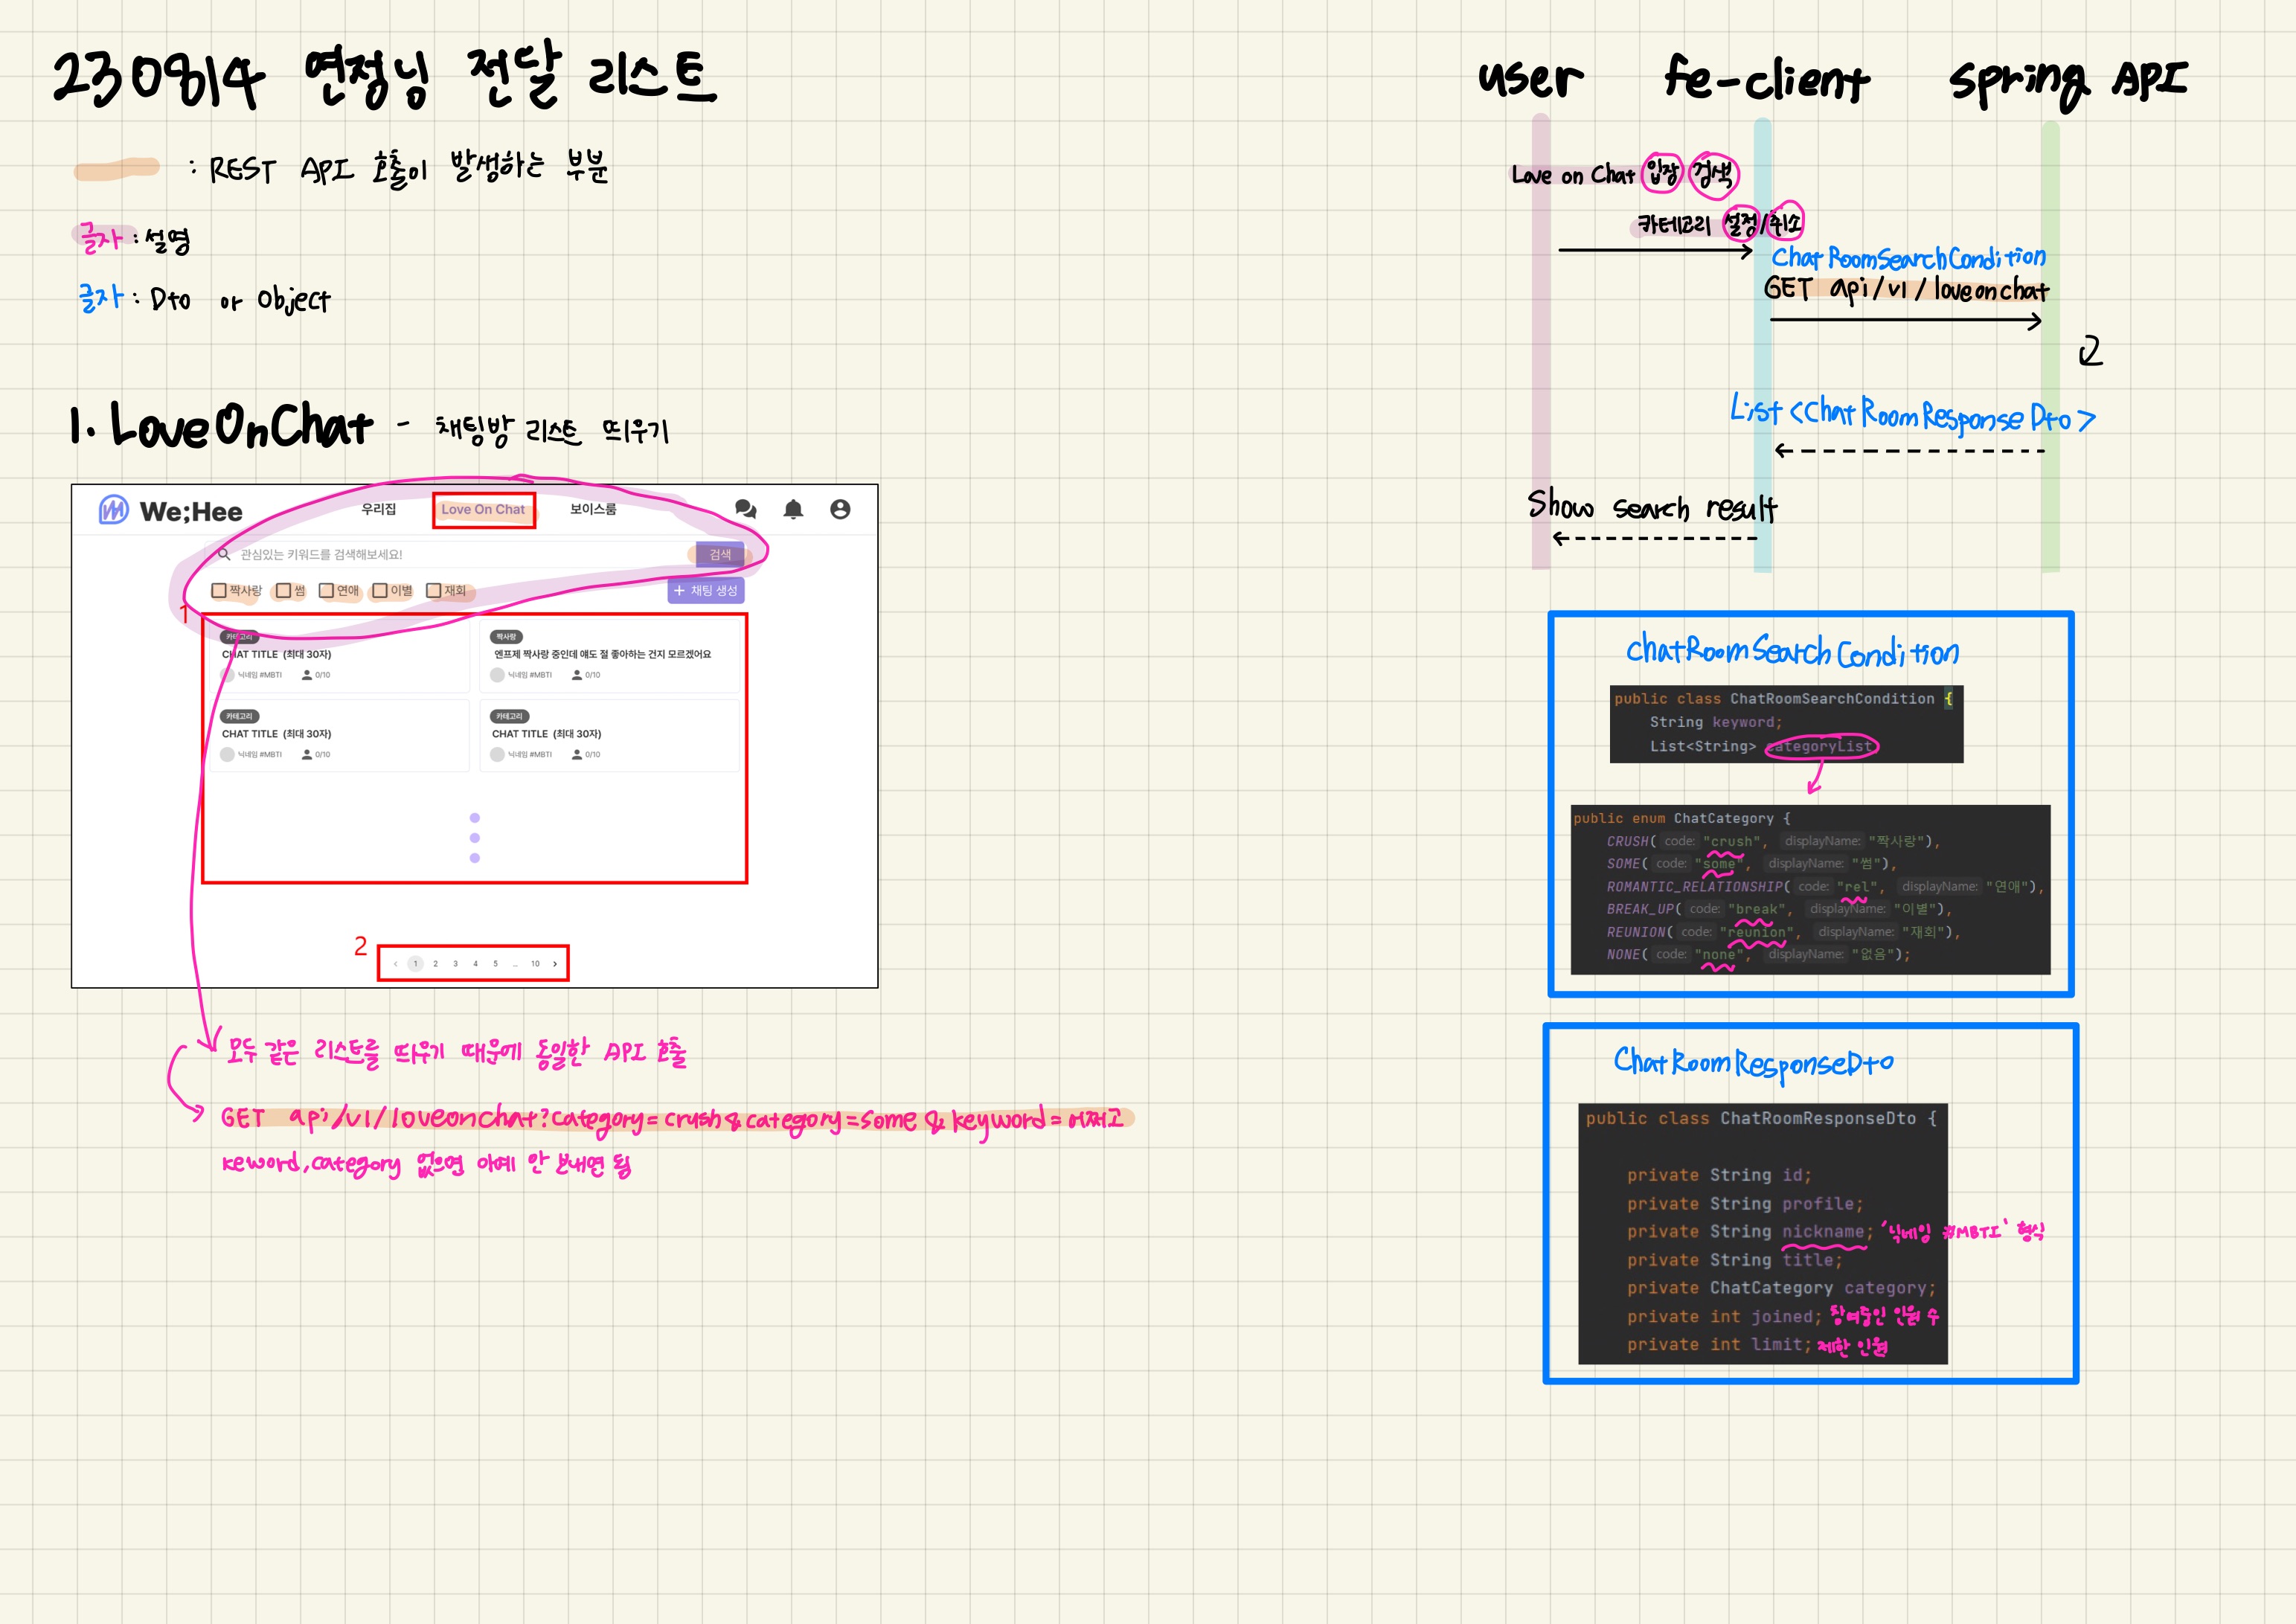 230814 연정님 전달 리스트
: REST API 호출이 발생하는 부분
글자 : 설명
글자 : Dto or Object
1. LoveOnChat - 채팅방 리스트 띄우기
We;Hee
우리집
Love On Chat
보이스룸
관심있는 키워드를 검색해보세요!
검색
짝사랑
썸
연애
이별
재회
+ 채팅 생성
1
카테고리
CHAT TITLE (최대 30자)
닉네임 #MBTI
0/10
짝사랑
엔프제 짝사랑 중인데 얘도 절 좋아하는 건지 모르겠어요
닉네임 #MBTI
0/10
카테고리
CHAT TITLE (최대 30자)
닉네임 #MBTI
0/10
카테고리
CHAT TITLE (최대 30자)
닉네임 #MBTI
0/10
2
< 1 2 3 4 5 ... 10 >
모두 같은 리스트를 띄우기 때문에 동일한 API 호출
GET api/v1/loveonchat?category=crush&category=some&keyword=어쩌고
keword,category 없으면 아예 안 보내면 됨
user fe-client spring API
Love on Chat 입장 검색
카테고리 설정/취소
ChatRoomSearchCondition
GET api/v1/loveonchat
List<ChatRoomResponseDto>
Show search result
ChatRoomSearchCondition
public class ChatRoomSearchCondition {
String keyword;
List<String> categoryList
public enum ChatCategory {
CRUSH( code: "crush", displayName: "짝사랑"),
SOME( code: "some", displayName: "썸"),
ROMANTIC_RELATIONSHIP( code: "rel", displayName: "연애"),
BREAK_UP( code: "break", displayName: "이별"),
REUNION( code: "reunion", displayName: "재회"),
NONE( code: "none", displayName: "없음");
ChatRoomResponseDto
public class ChatRoomResponseDto {
private String id;
private String profile;
private String nickname; '닉네임 #MBTI' 형식
private String title;
private ChatCategory category;
private int joined; 참여중인 인원 수
private int limit; 제한 인원